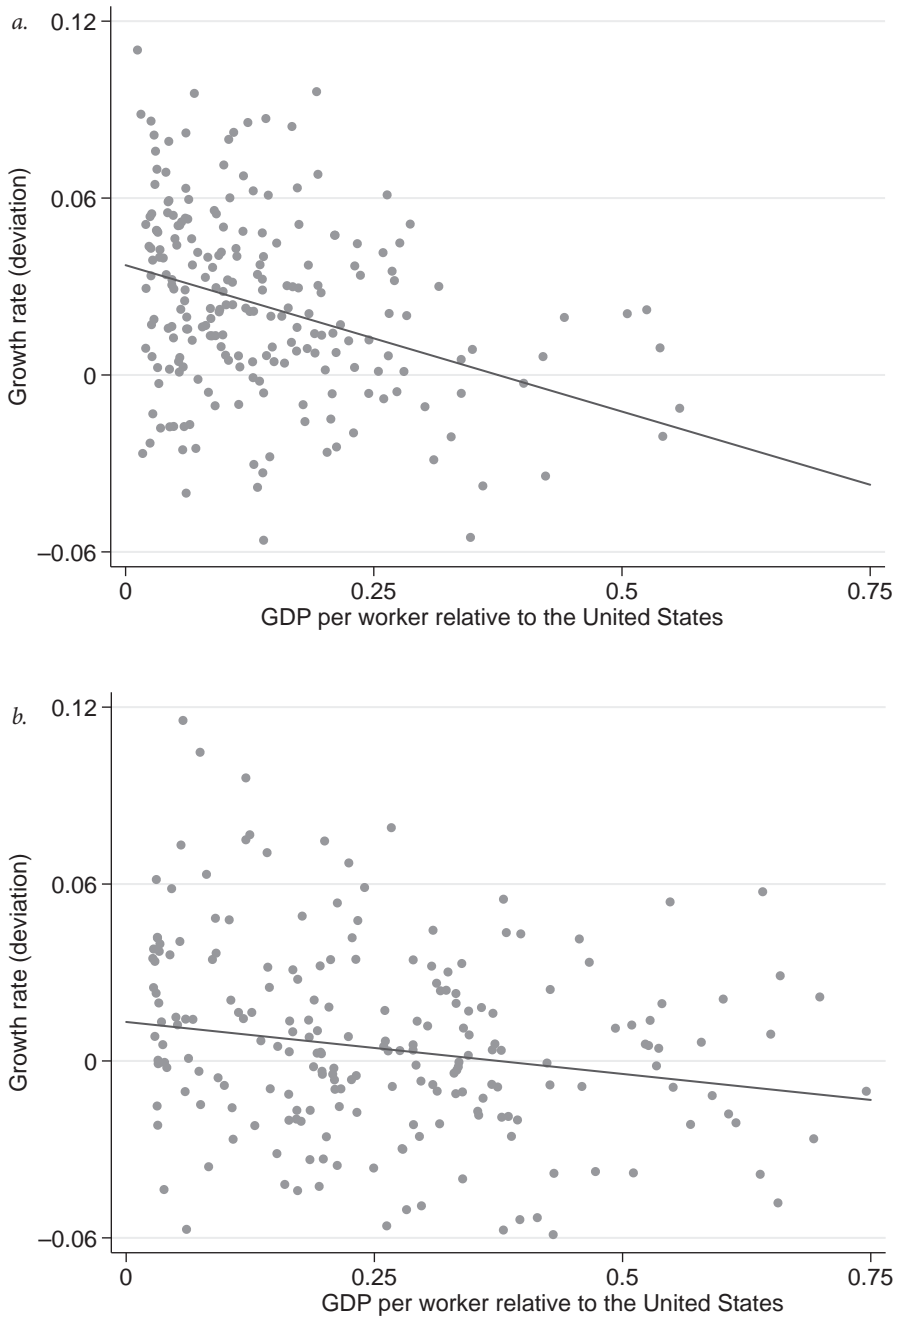 a.
0.12
0.06
0
–0.06
Growth rate (deviation)
0 0.25 0.5 0.75
GDP per worker relative to the United States
b.
0.12
0.06
0
–0.06
Growth rate (deviation)
0 0.25 0.5 0.75
GDP per worker relative to the United States